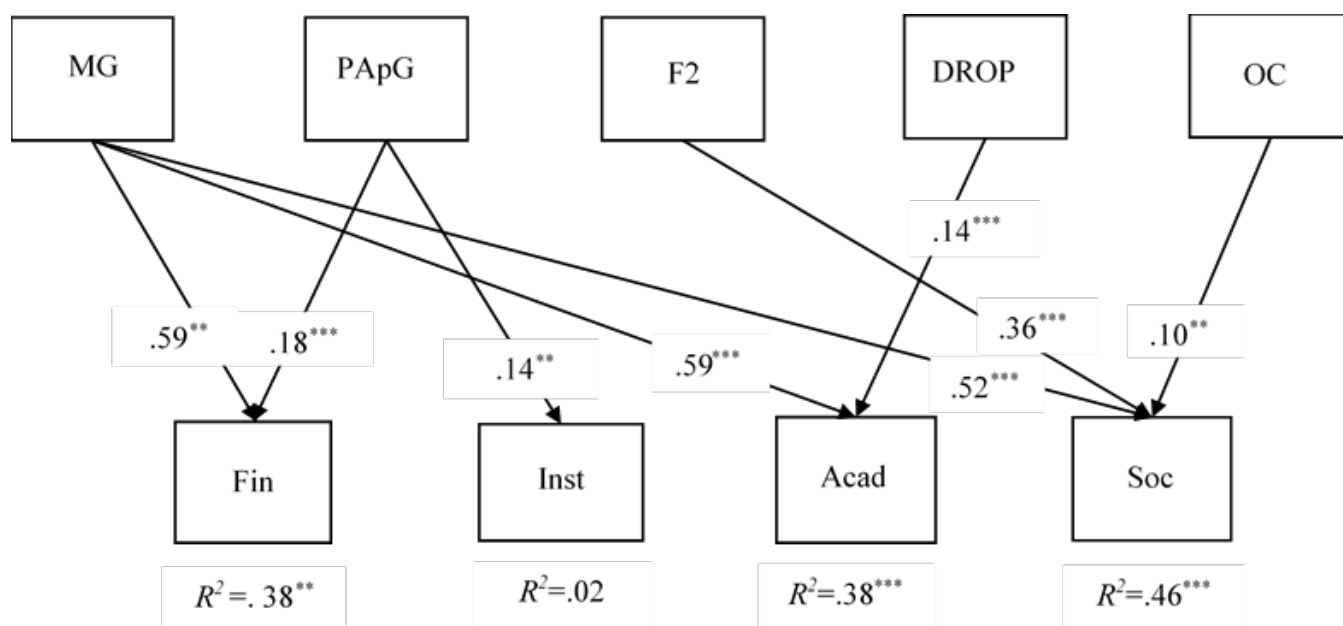 MG
PApG
F2
DROP
OC
.14***
.59**
.18***
.14**
.59***
.36***
.52***
.10**
Fin
Inst
Acad
Soc
R²=. 38**
R²=.02
R²=.38***
R²=.46***